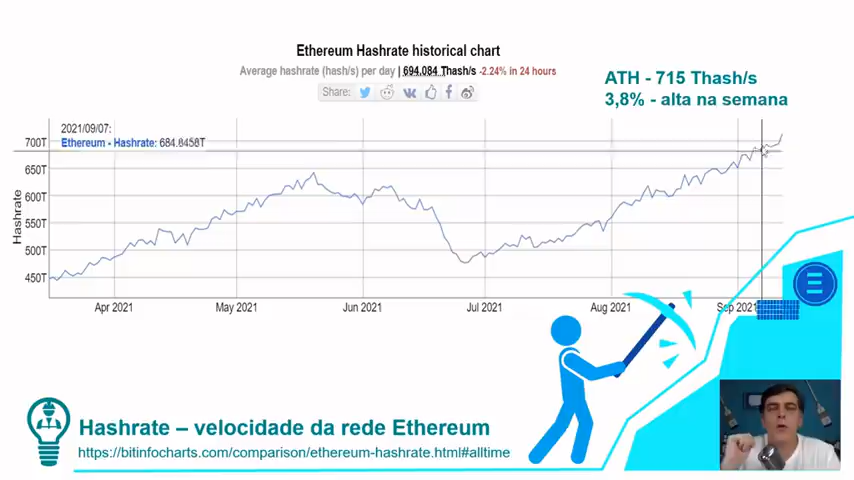 Ethereum Hashrate historical chart
Average hashrate (hash/s) per day | 694.084 Thash/s -2.24% in 24 hours
Share:
ATH - 715 Thash/s
3,8% - alta na semana
2021/09/07:
Ethereum - Hashrate: 684.8458T
700T
650T
600T
550T
500T
450T
Hashrate
Apr 2021 May 2021 Jun 2021 Jul 2021 Aug 2021 Sep 2021
Hashrate – velocidade da rede Ethereum
https://bitinfocharts.com/comparison/ethereum-hashrate.html#alltime